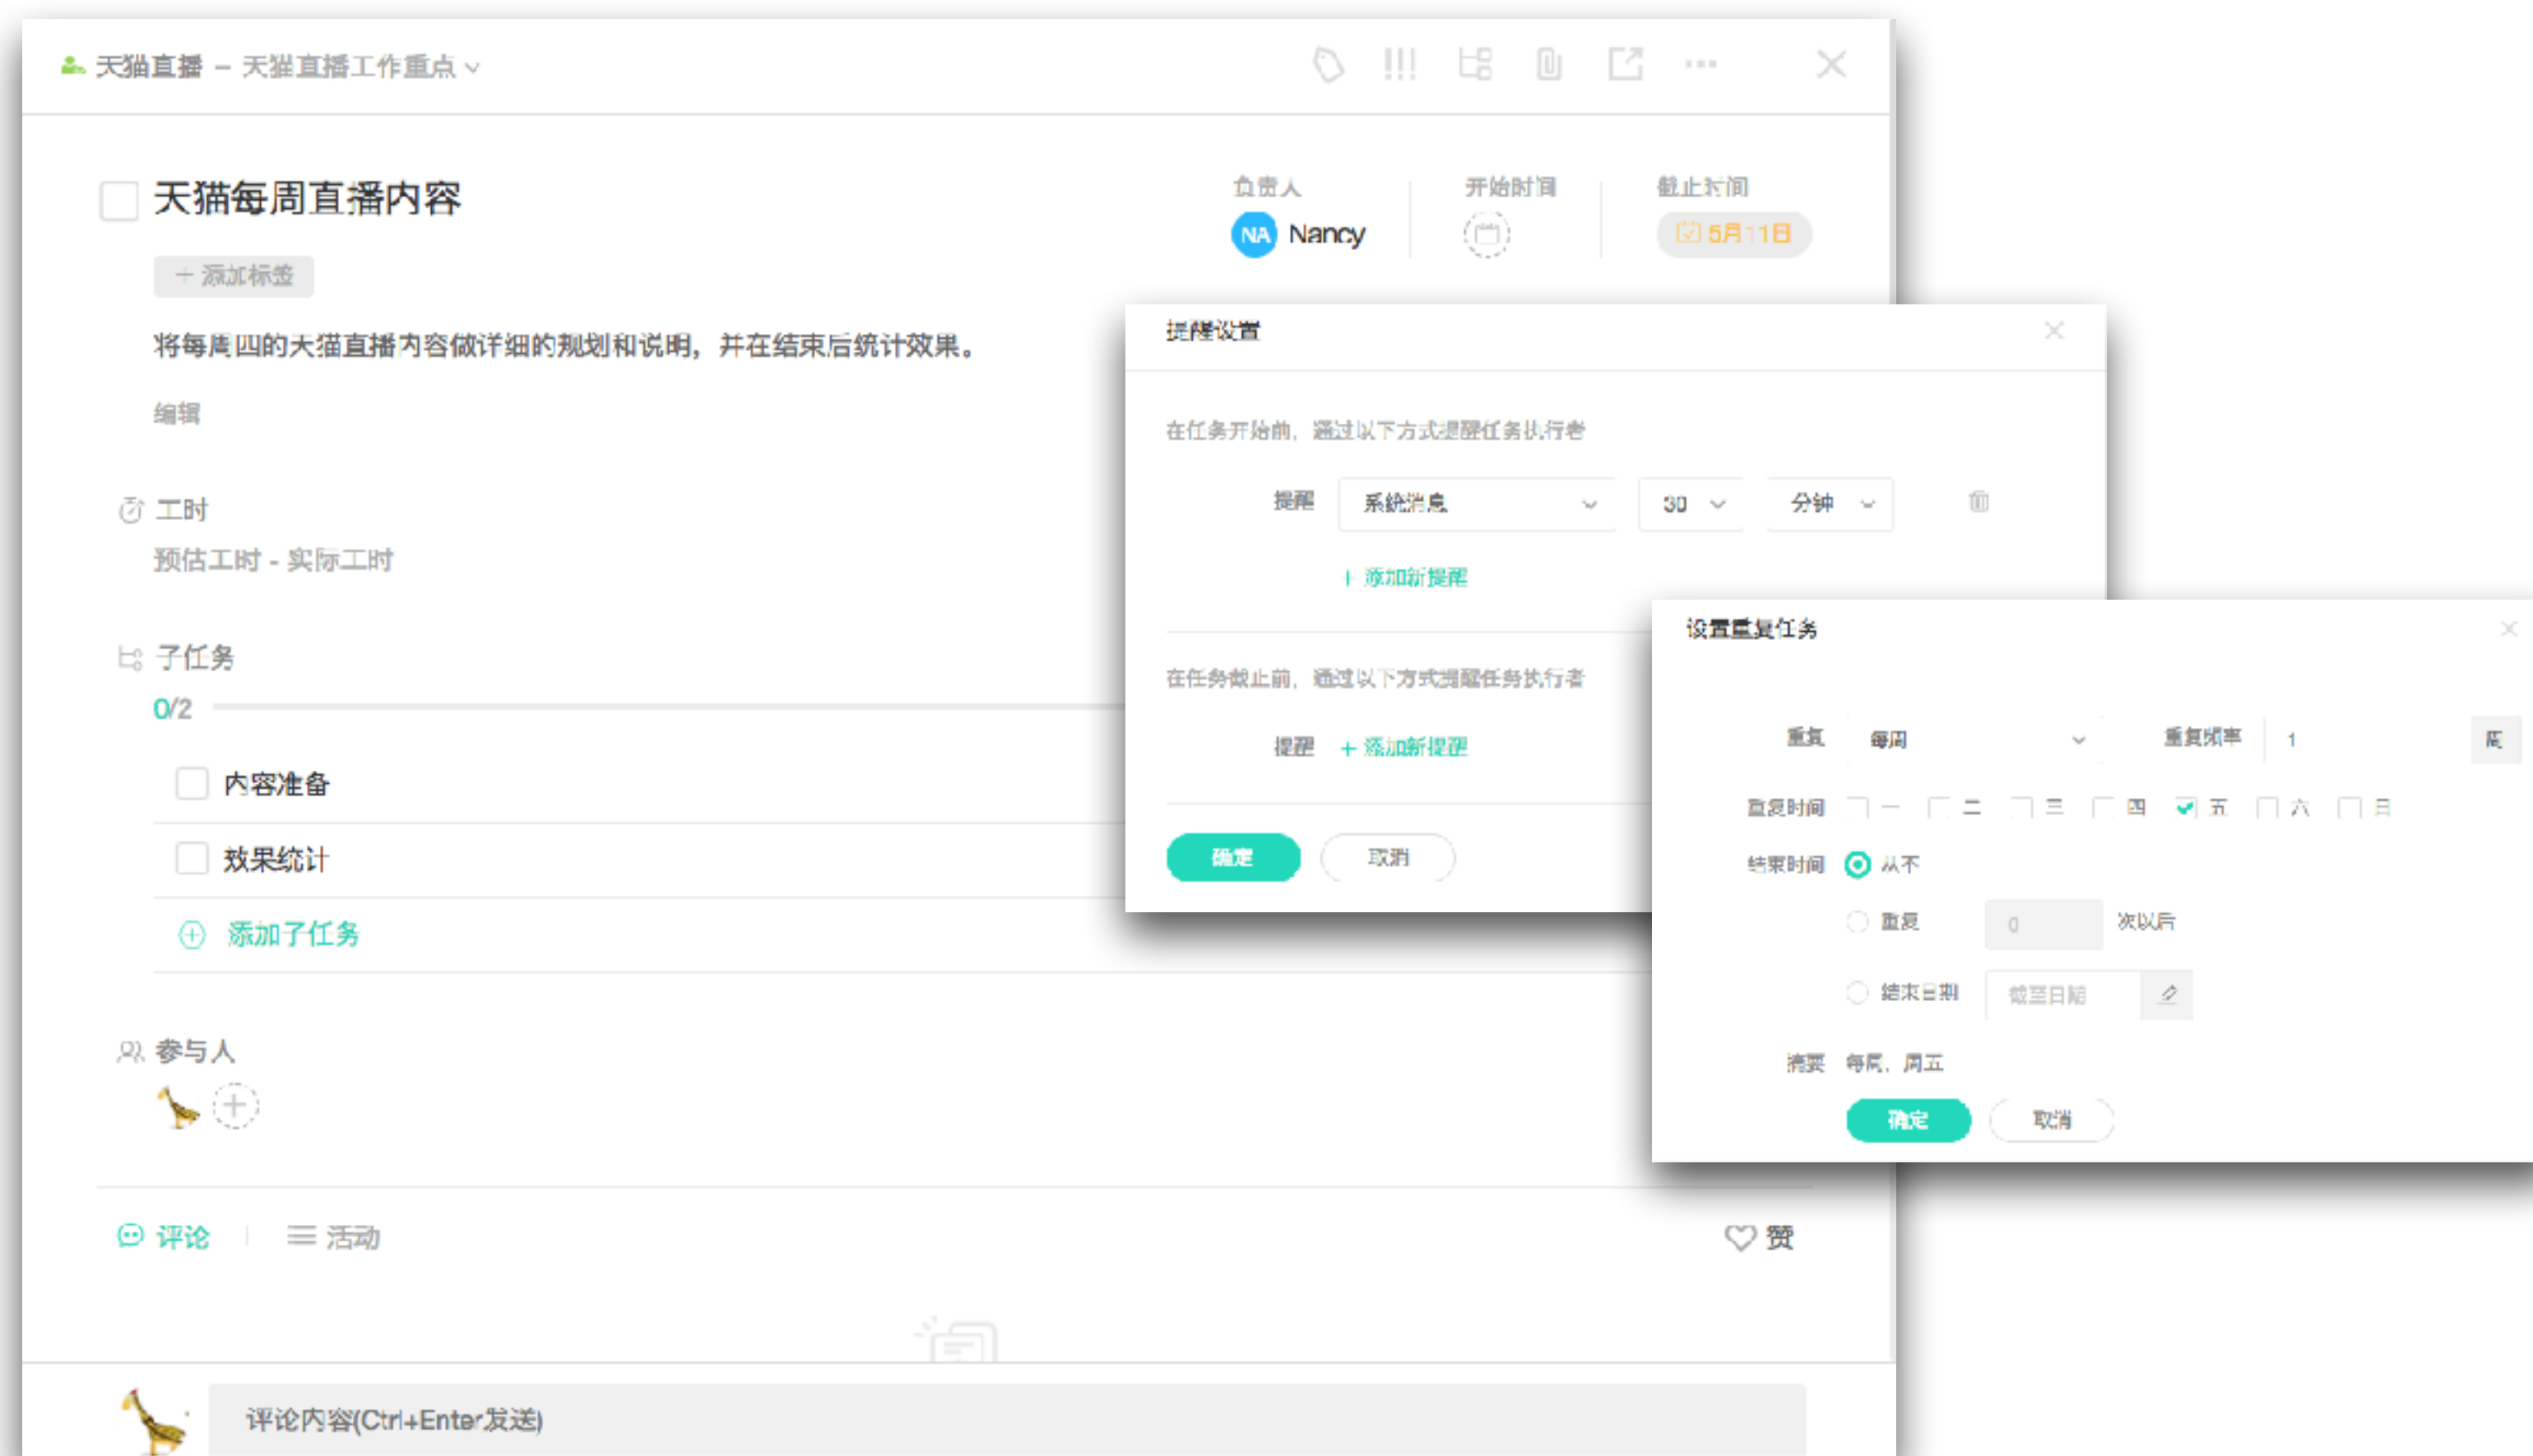 天猫直播 – 天猫直播工作重点
天猫每周直播内容
负责人
开始时间
截止时间
NA Nancy
5月11日
+ 添加标签
将每周四的天猫直播内容做详细的规划和说明，并在结束后统计效果。
编辑
工时
预估工时 - 实际工时
子任务
0/2
内容准备
效果统计
添加子任务
参与人
评论
活动
赞
评论内容(Ctrl+Enter发送)
提醒设置
在任务开始前，通过以下方式提醒任务执行者
提醒 系统消息 30 分钟
+ 添加新提醒
在任务截止前，通过以下方式提醒任务执行者
提醒 + 添加新提醒
确定 取消
设置重复任务
重复 每周 重复频率 1 周
重复时间 一 二 三 四 五 六 日
结束时间 从不
重复 0 次以后
结束日期 截至日期
摘要 每周，周五
确定 取消